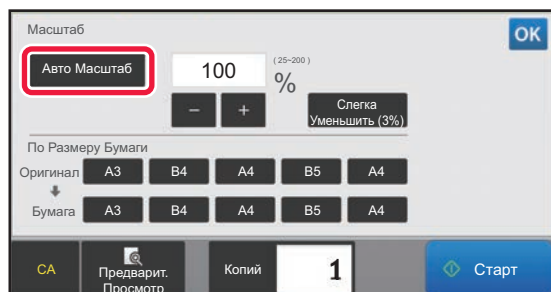 Масштаб
OK
Авто Масштаб
100
(25~200)
%
−
+
Слегка
Уменьшить (3%)
По Размеру Бумаги
Оригинал
A3
B4
A4
B5
A4
Бумага
A3
B4
A4
B5
A4
CA
Предварит.
Просмотр
Копий
1
Старт